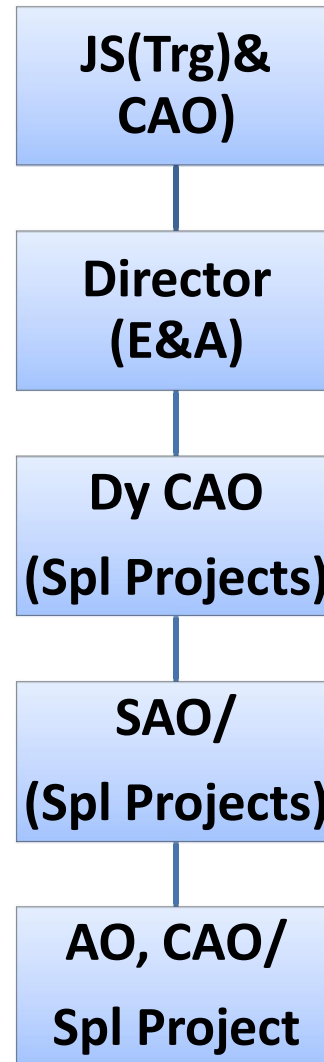 JS(Trg)&
CAO)
Director
(E&A)
Dy CAO
(Spl Projects)
SAO/
(Spl Projects)
AO, CAO/
Spl Project